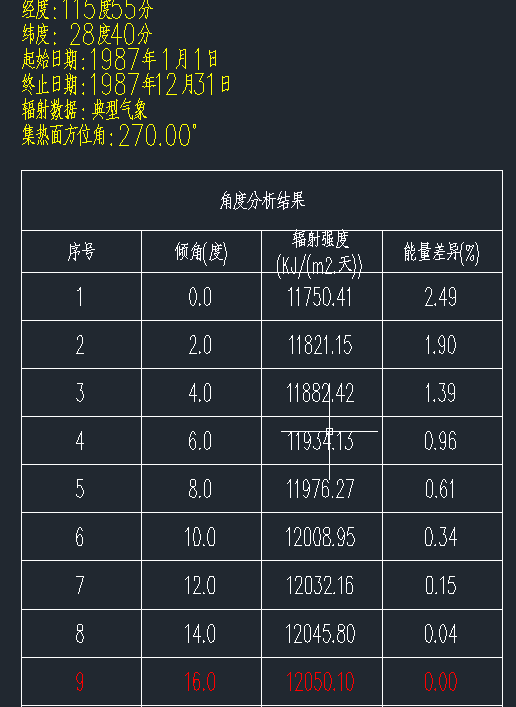 经度:115度55分
纬度: 28度40分
起始日期:1987年1月1日
终止日期:1987年12月31日
辐射数据:典型气象
集热面方位角:270.00°
角度分析结果
序号 倾角(度) 辐射强度(KJ/(m2.天)) 能量差异(%)
1 0.0 11750.41 2.49
2 2.0 11821.15 1.90
3 4.0 11882.42 1.39
4 6.0 11934.13 0.96
5 8.0 11976.27 0.61
6 10.0 12008.95 0.34
7 12.0 12032.16 0.15
8 14.0 12045.80 0.04
9 16.0 12050.10 0.00